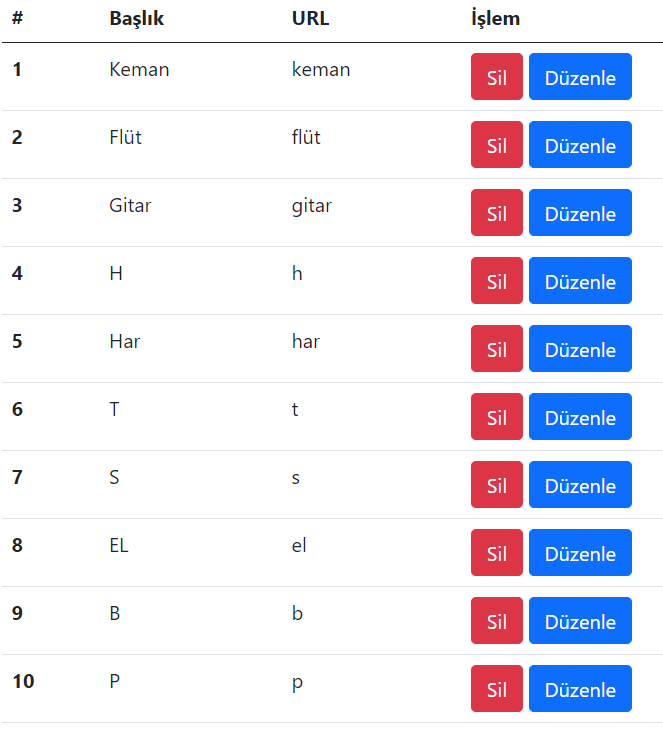 # Başlık URL İşlem
1 Keman keman Sil Düzenle
2 Flüt flüt Sil Düzenle
3 Gitar gitar Sil Düzenle
4 H h Sil Düzenle
5 Har har Sil Düzenle
6 T t Sil Düzenle
7 S s Sil Düzenle
8 EL el Sil Düzenle
9 B b Sil Düzenle
10 P p Sil Düzenle